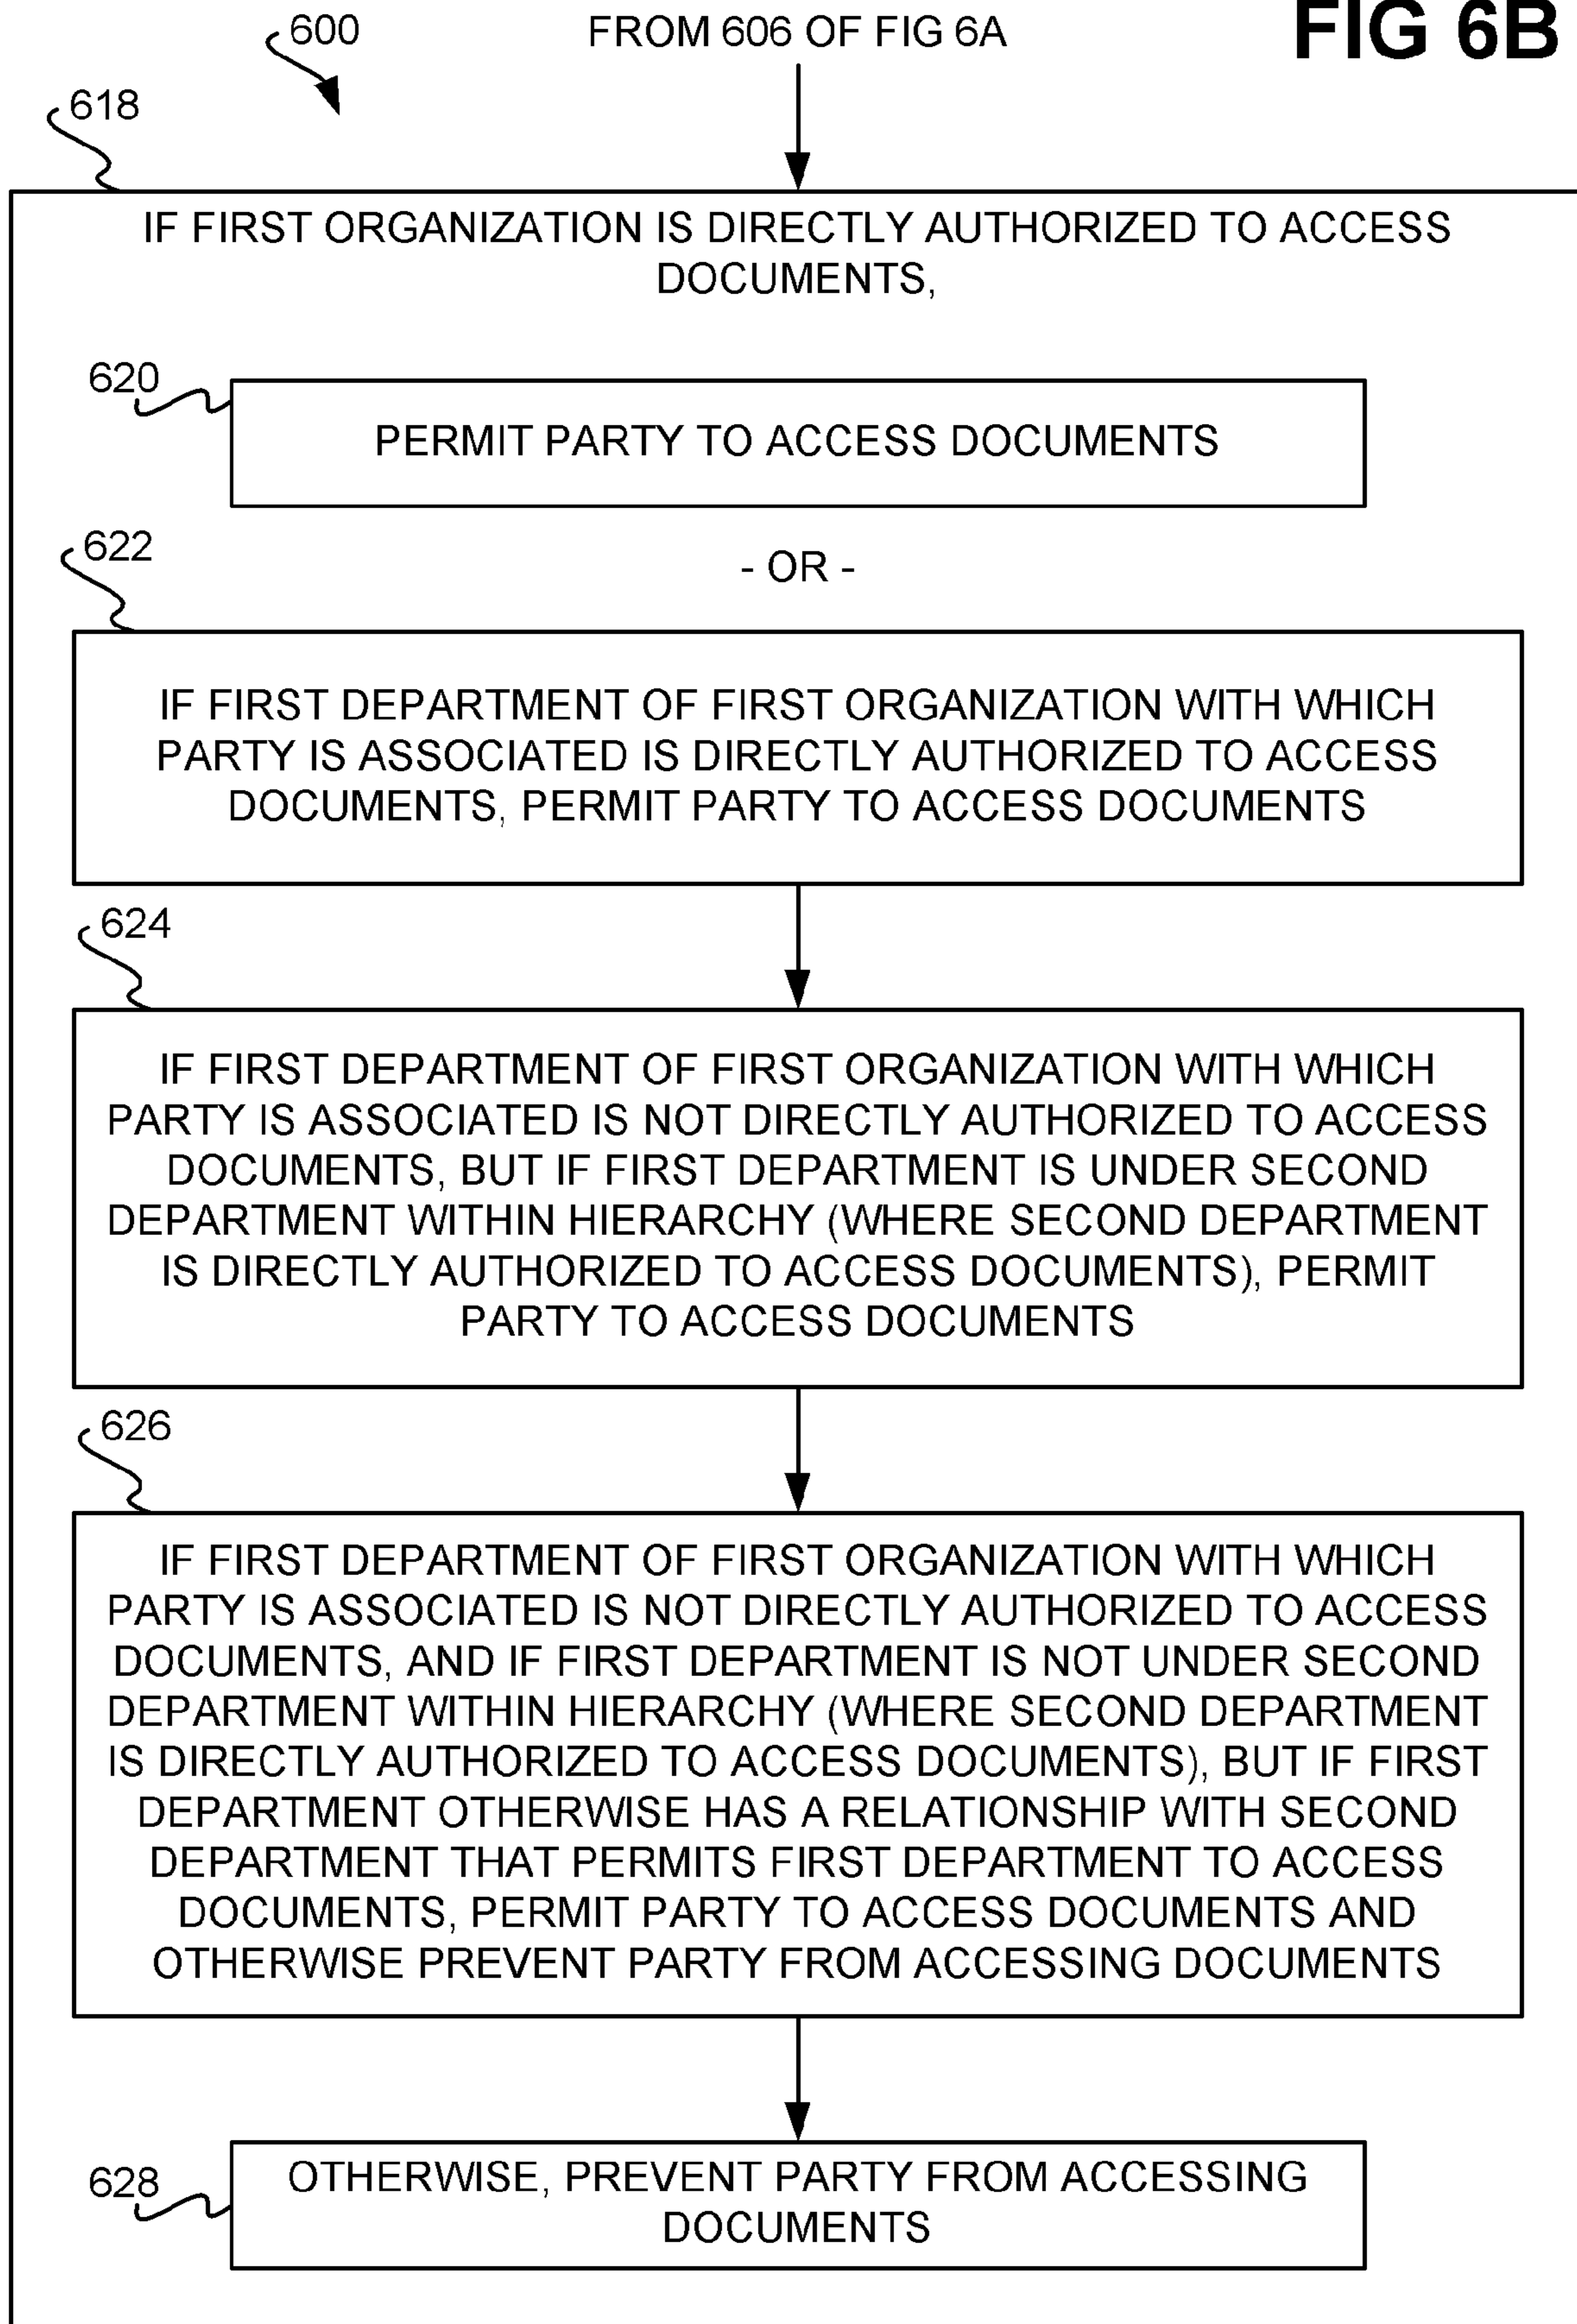 FIG 6B
600
FROM 606 OF FIG 6A
618
IF FIRST ORGANIZATION IS DIRECTLY AUTHORIZED TO ACCESS
DOCUMENTS,
620
PERMIT PARTY TO ACCESS DOCUMENTS
622
- OR -
IF FIRST DEPARTMENT OF FIRST ORGANIZATION WITH WHICH
PARTY IS ASSOCIATED IS DIRECTLY AUTHORIZED TO ACCESS
DOCUMENTS, PERMIT PARTY TO ACCESS DOCUMENTS
624
IF FIRST DEPARTMENT OF FIRST ORGANIZATION WITH WHICH
PARTY IS ASSOCIATED IS NOT DIRECTLY AUTHORIZED TO ACCESS
DOCUMENTS, BUT IF FIRST DEPARTMENT IS UNDER SECOND
DEPARTMENT WITHIN HIERARCHY (WHERE SECOND DEPARTMENT
IS DIRECTLY AUTHORIZED TO ACCESS DOCUMENTS), PERMIT
PARTY TO ACCESS DOCUMENTS
626
IF FIRST DEPARTMENT OF FIRST ORGANIZATION WITH WHICH
PARTY IS ASSOCIATED IS NOT DIRECTLY AUTHORIZED TO ACCESS
DOCUMENTS, AND IF FIRST DEPARTMENT IS NOT UNDER SECOND
DEPARTMENT WITHIN HIERARCHY (WHERE SECOND DEPARTMENT
IS DIRECTLY AUTHORIZED TO ACCESS DOCUMENTS), BUT IF FIRST
DEPARTMENT OTHERWISE HAS A RELATIONSHIP WITH SECOND
DEPARTMENT THAT PERMITS FIRST DEPARTMENT TO ACCESS
DOCUMENTS, PERMIT PARTY TO ACCESS DOCUMENTS AND
OTHERWISE PREVENT PARTY FROM ACCESSING DOCUMENTS
628
OTHERWISE, PREVENT PARTY FROM ACCESSING
DOCUMENTS